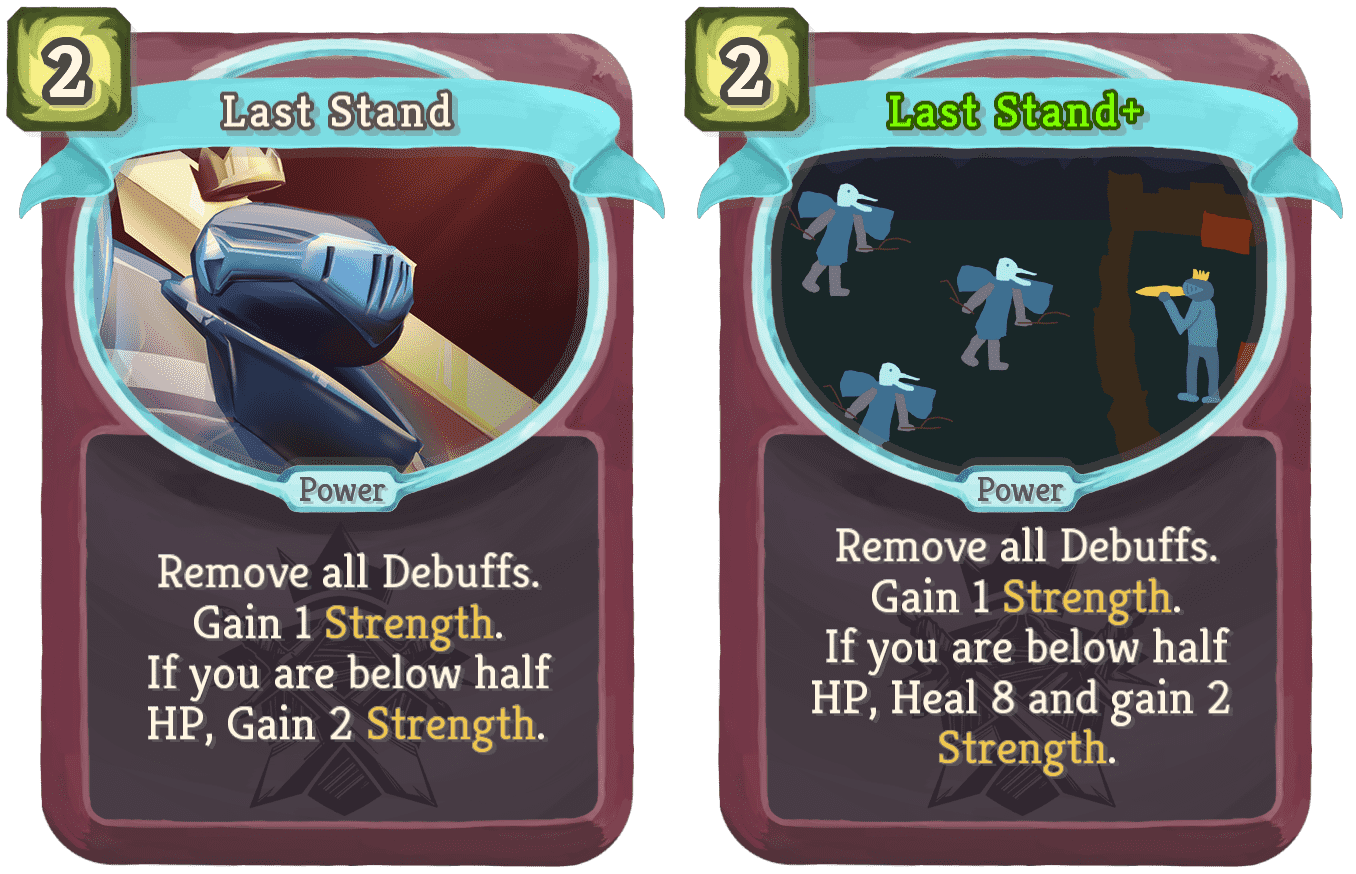 2
Last Stand
Power
Remove all Debuffs.
Gain 1 Strength.
If you are below half
HP, Gain 2 Strength.
2
Last Stand+
Power
Remove all Debuffs.
Gain 1 Strength.
If you are below half
HP, Heal 8 and gain 2
Strength.